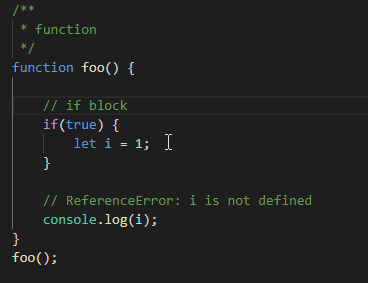 /**
 * function
 */
function foo() {
    // if block
    if(true) {
        let i = 1;
    }
    // ReferenceError: i is not defined
    console.log(i);
}
foo();